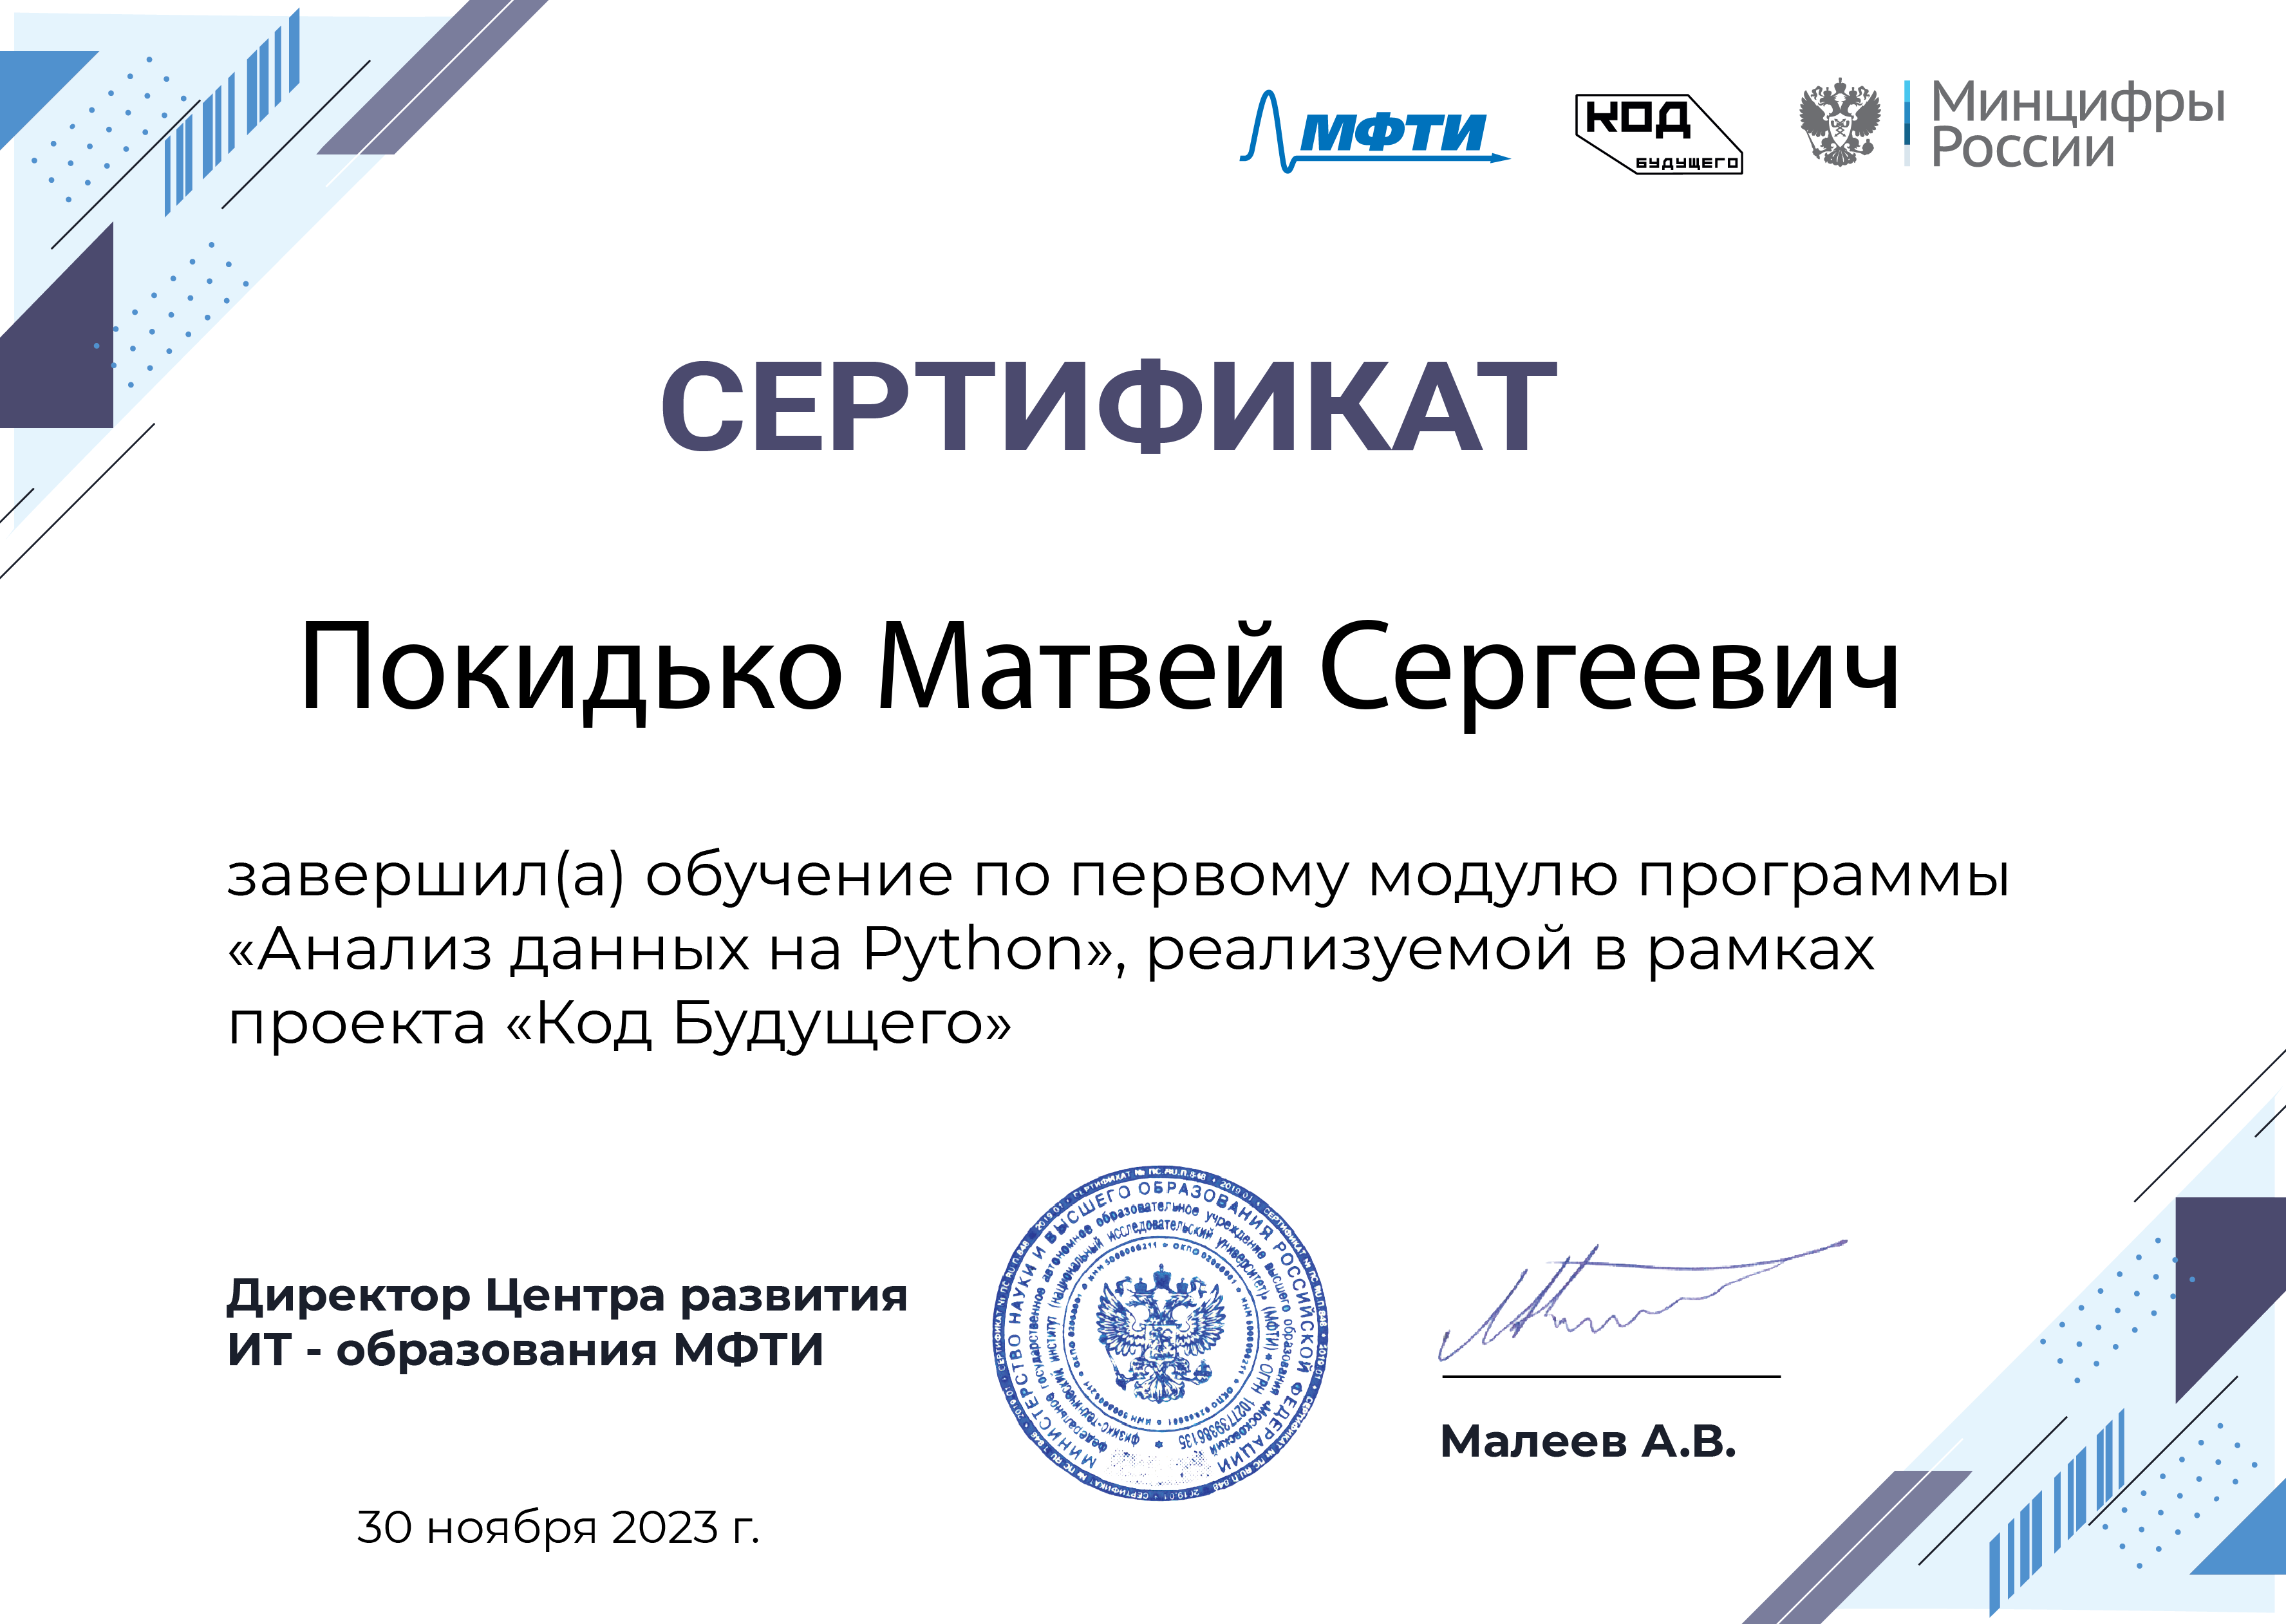 МФТИ
КОД
БУДУЩЕГО
Минцифры
России
СЕРТИФИКАТ
Покидько Матвей Сергеевич
завершил(а) обучение по первому модулю программы
«Анализ данных на Python», реализуемой в рамках
проекта «Код Будущего»
Директор Центра развития
ИТ - образования МФТИ
МИНИСТЕРСТВО НАУКИ И ВЫСШЕГО ОБРАЗОВАНИЯ РОССИЙСКОЙ ФЕДЕРАЦИИ
федеральное государственное автономное образовательное учреждение высшего образования «Московский
физико-технический институт (национальный исследовательский университет)» (МФТИ) * ОГРН 1027739386135 *
Малеев А.В.
30 ноября 2023 г.